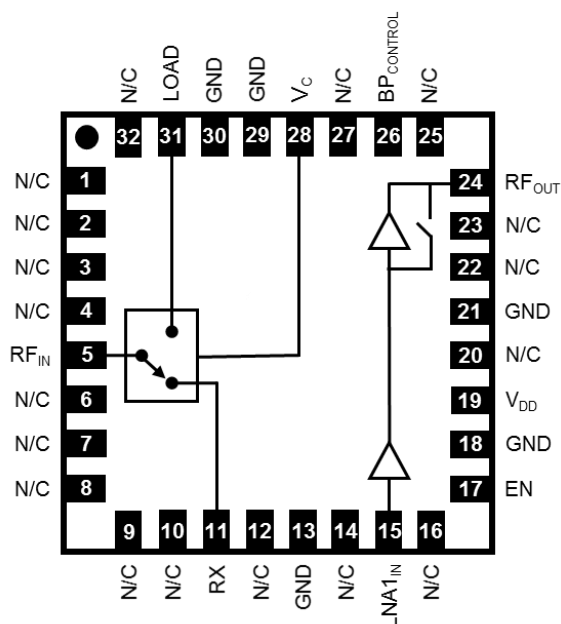 N/C
LOAD
GND
GND
VC
N/C
BPCONTROL
N/C
32
31
30
29
28
27
26
25
N/C 1
N/C 2
N/C 3
N/C 4
RFIN 5
N/C 6
N/C 7
N/C 8
24 RFOUT
23 N/C
22 N/C
21 GND
20 N/C
19 VDD
18 GND
17 EN
9
10
11
12
13
14
15
16
N/C
N/C
RX
N/C
GND
N/C
LNA1IN
N/C